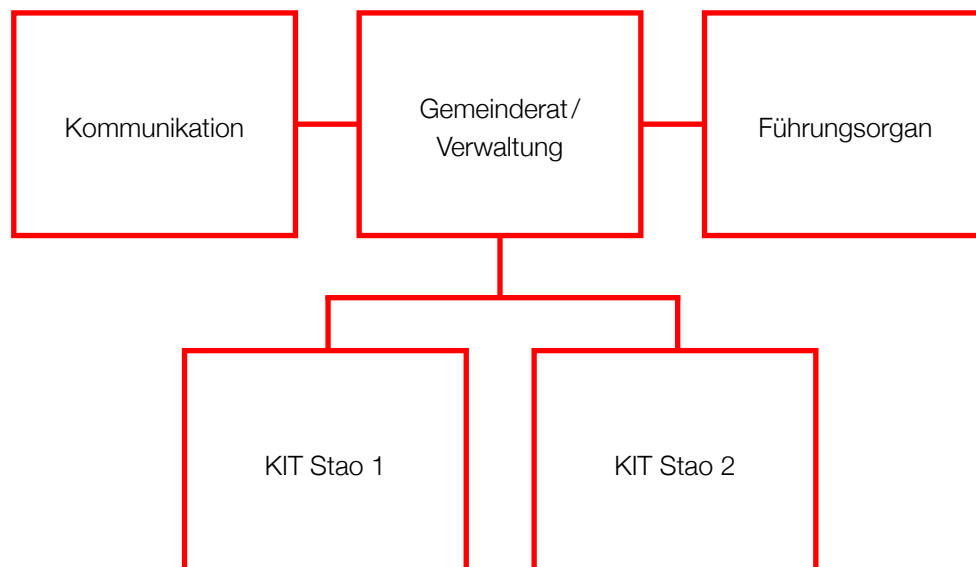 Kommunikation
Gemeinderat/
Verwaltung
Führungsorgan
KIT Stao 1
KIT Stao 2